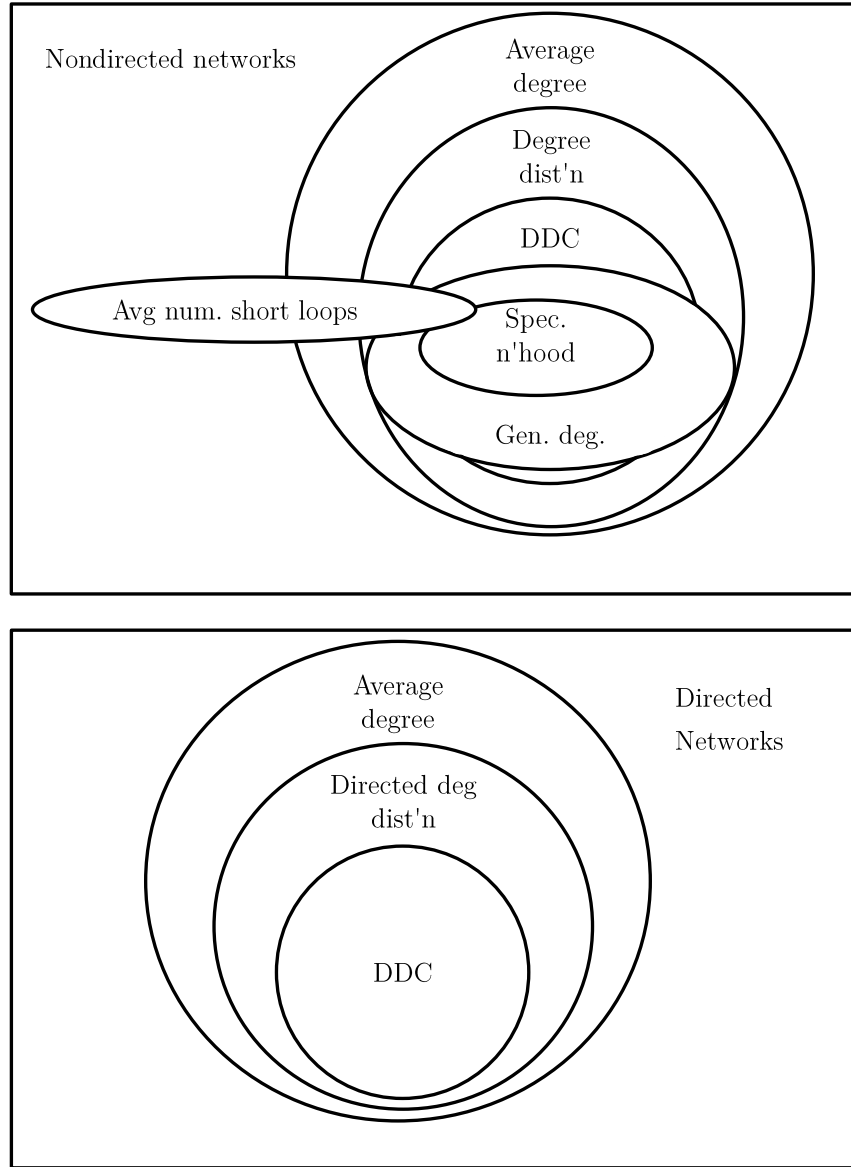 Nondirected networks
Average
degree
Degree
dist'n
DDC
Avg num. short loops
Spec.
n'hood
Gen. deg.
Average
degree
Directed
Networks
Directed deg
dist'n
DDC